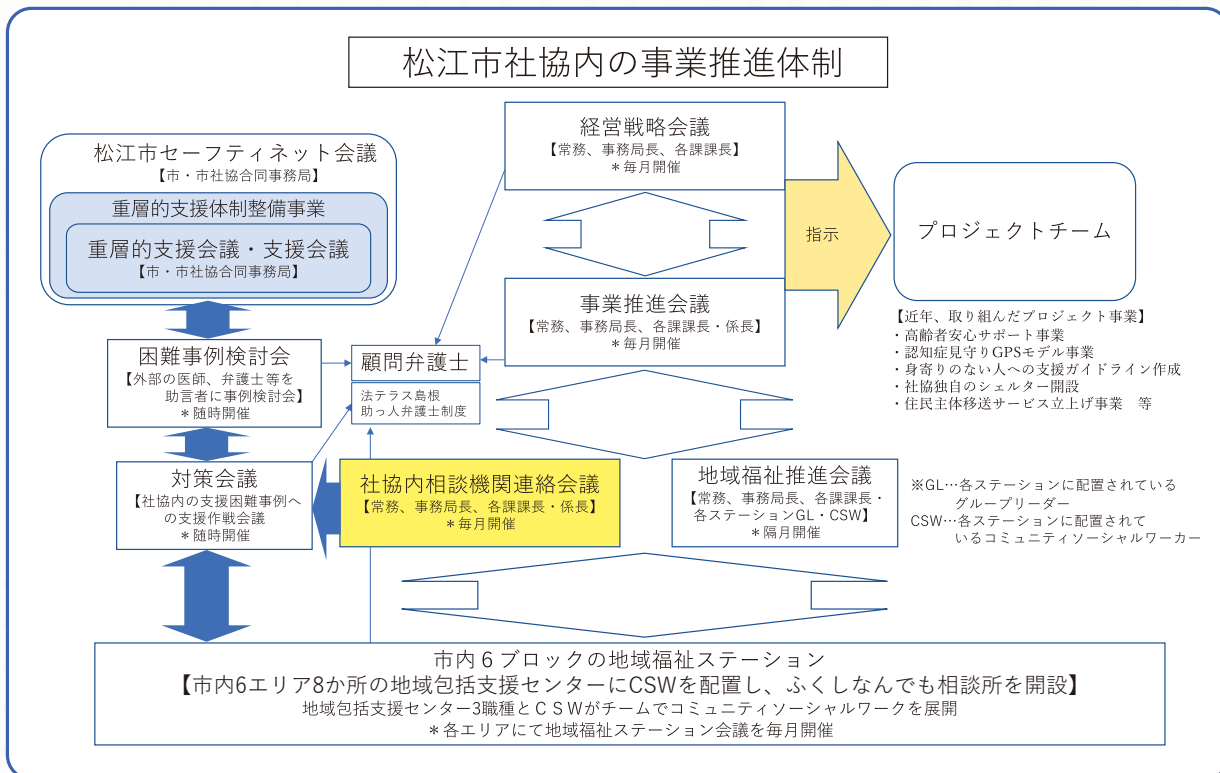 松江市社協内の事業推進体制
松江市セーフティネット会議
【市・市社協合同事務局】
重層的支援体制整備事業
重層的支援会議・支援会議
【市・市社協合同事務局】
困難事例検討会
【外部の医師、弁護士等を
助言者に事例検討会】
＊随時開催
対策会議
【社協内の支援困難事例へ
の支援作戦会議
＊随時開催
経営戦略会議
【常務、事務局長、各課課長】
＊毎月開催
事業推進会議
【常務、事務局長、各課課長・係長】
＊毎月開催
顧問弁護士
法テラス島根
助っ人弁護士制度
社協内相談機関連絡会議
【常務、事務局長、各課課長・係長】
＊毎月開催
地域福祉推進会議
【常務、事務局長、各課課長・
各ステーションGL・CSW】
＊隔月開催
指示
プロジェクトチーム
【近年、取り組んだプロジェクト事業】
・高齢者安心サポート事業
・認知症見守りGPSモデル事業
・身寄りのない人への支援ガイドライン作成
・社協独自のシェルター開設
・住民主体移送サービス立上げ事業　等
※GL…各ステーションに配置されている
グループリーダー
CSW…各ステーションに配置されて
いるコミュニティソーシャルワーカー
市内６ブロックの地域福祉ステーション
【市内6エリア8か所の地域包括支援センターにCSWを配置し、ふくしなんでも相談所を開設】
地域包括支援センター3職種とＣＳＷがチームでコミュニティソーシャルワークを展開
＊各エリアにて地域福祉ステーション会議を毎月開催